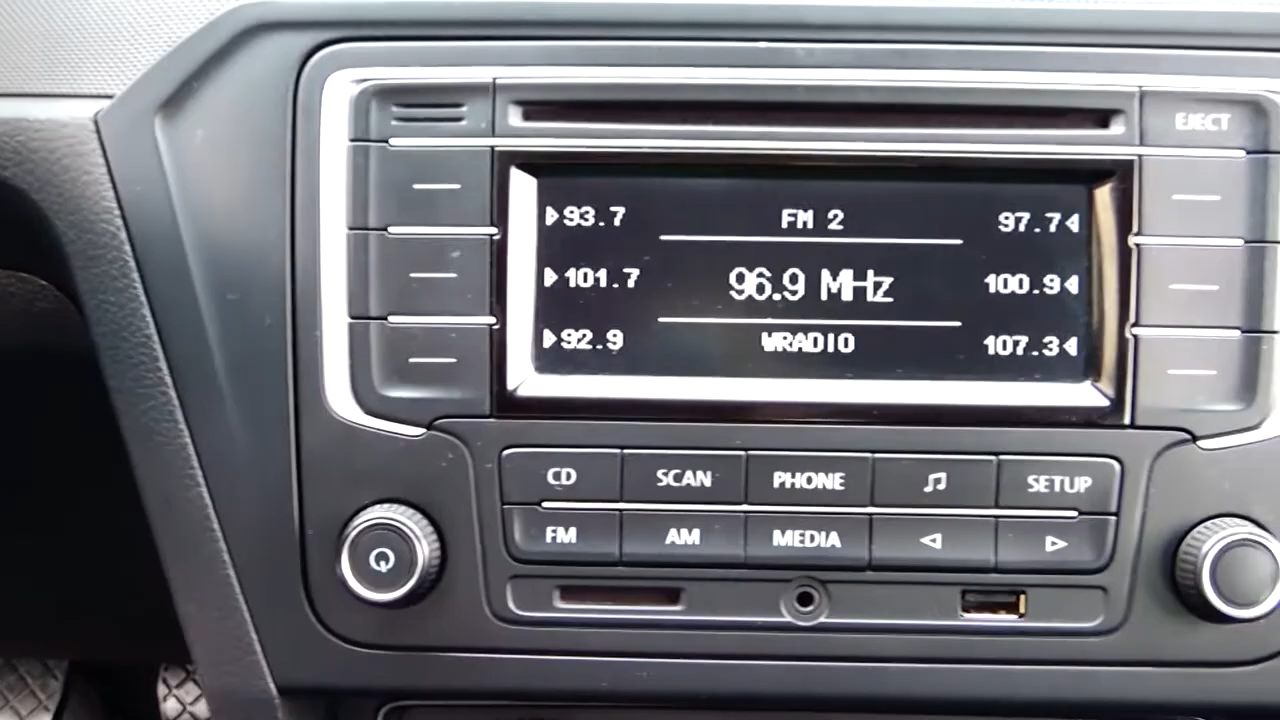 EJECT
93.7 FM 2 97.7
101.7 96.9 MHz 100.9
92.9 WRADIO 107.3
CD SCAN PHONE SETUP
FM AM MEDIA